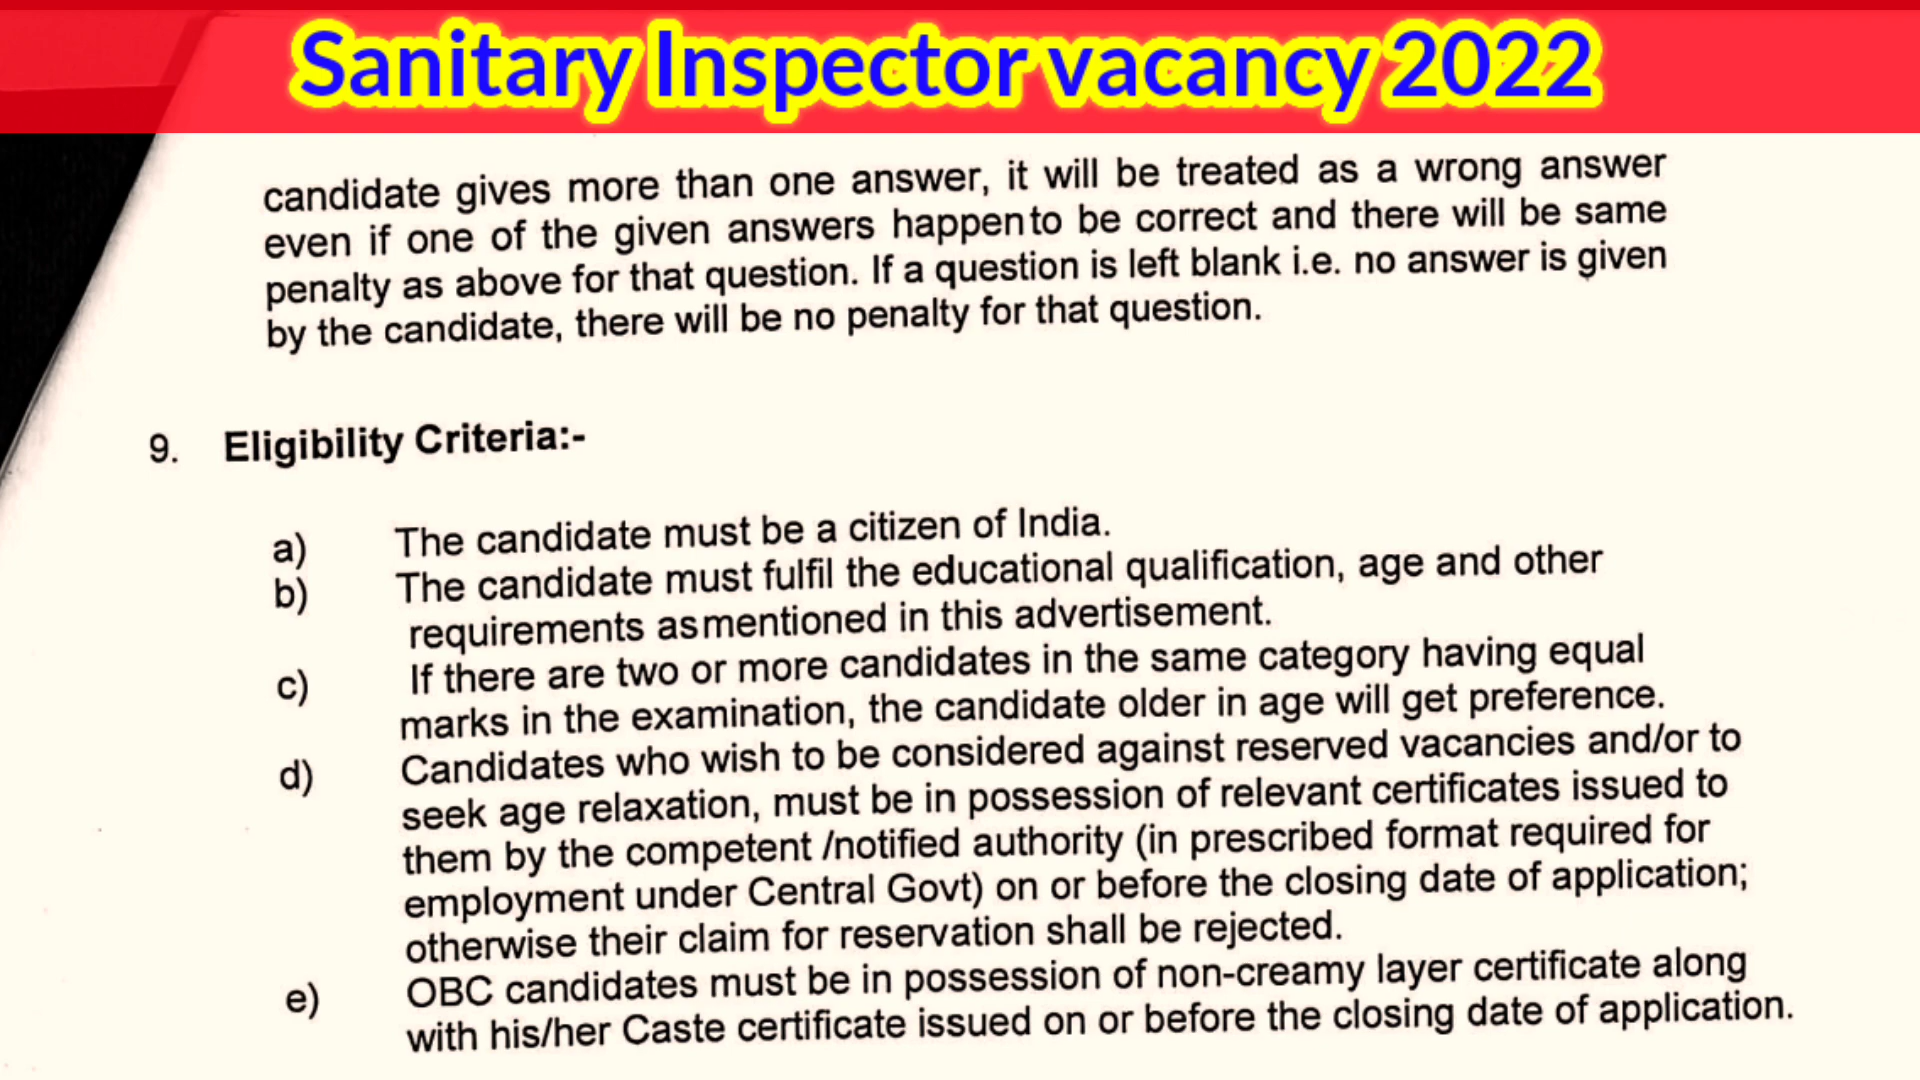 Sanitary Inspector vacancy 2022
candidate gives more than one answer, it will be treated as a wrong answer
even if one of the given answers happen to be correct and there will be same
penalty as above for that question. If a question is left blank i.e. no answer is given
by the candidate, there will be no penalty for that question.
9. Eligibility Criteria:-
a) The candidate must be a citizen of India.
b) The candidate must fulfil the educational qualification, age and other
requirements as mentioned in this advertisement.
c) If there are two or more candidates in the same category having equal
marks in the examination, the candidate older in age will get preference.
d) Candidates who wish to be considered against reserved vacancies and/or to
seek age relaxation, must be in possession of relevant certificates issued to
them by the competent /notified authority (in prescribed format required for
employment under Central Govt) on or before the closing date of application;
otherwise their claim for reservation shall be rejected.
e) OBC candidates must be in possession of non-creamy layer certificate along
with his/her Caste certificate issued on or before the closing date of application.